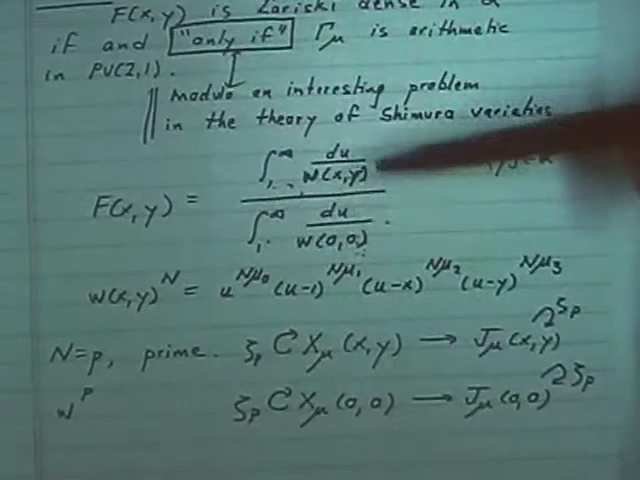 F(x,y) is Zariski dense in a
if and "only if" Γμ is arithmetic
in PU(2,1).
Modulo an interesting problem
in the theory of Shimura varieties
F(x,y) = ∫₁^∞ du / w(x,y)
∫₁^∞ du / w(0,0) .
w(x,y)^N = u^{Nμ₀} (u-1)^{Nμ₁} (u-x)^{Nμ₂} (u-y)^{Nμ₃}
N=p, prime. ζp C Xμ(x,y) → Jμ(x,y) ↶ ζp
w^p ζp C Xμ(0,0) → Jμ(0,0) ↶ ζp